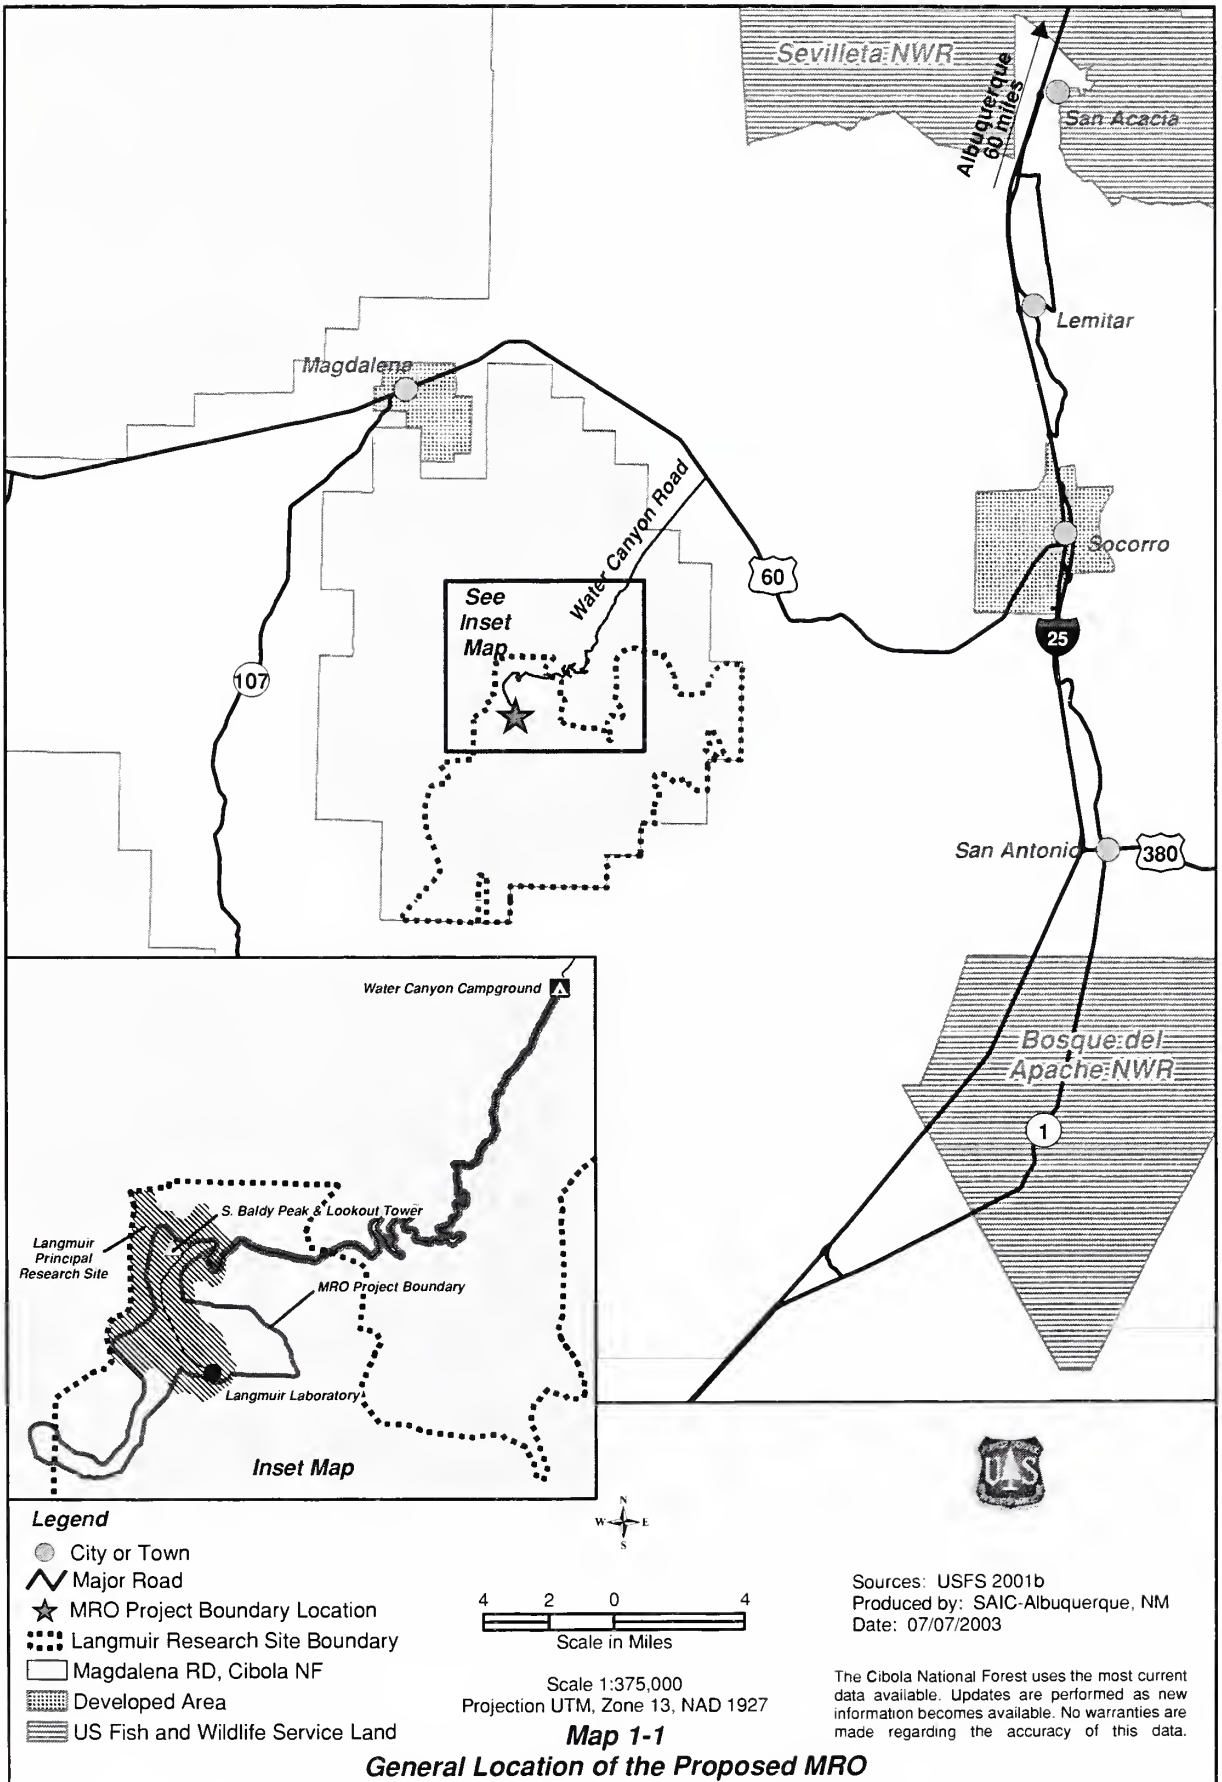 Sevilleta NWR
Albuquerque
60 miles
San Acacia
Lemitar
Magdalena
Water Canyon Road
Socorro
60
See
Inset
Map
25
107
San Antonio
380
Water Canyon Campground
Bosque del
Apache NWR
1
S. Baldy Peak & Lookout Tower
Langmuir
Principal
Research Site
MRO Project Boundary
Langmuir Laboratory
Inset Map
U S
Legend
City or Town
Major Road
MRO Project Boundary Location
Langmuir Research Site Boundary
Magdalena RD, Cibola NF
Developed Area
US Fish and Wildlife Service Land
N
W E
S
4 2 0 4
Scale in Miles
Scale 1:375,000
Projection UTM, Zone 13, NAD 1927
Map 1-1
General Location of the Proposed MRO
Sources: USFS 2001b
Produced by: SAIC-Albuquerque, NM
Date: 07/07/2003
The Cibola National Forest uses the most current
data available. Updates are performed as new
information becomes available. No warranties are
made regarding the accuracy of this data.